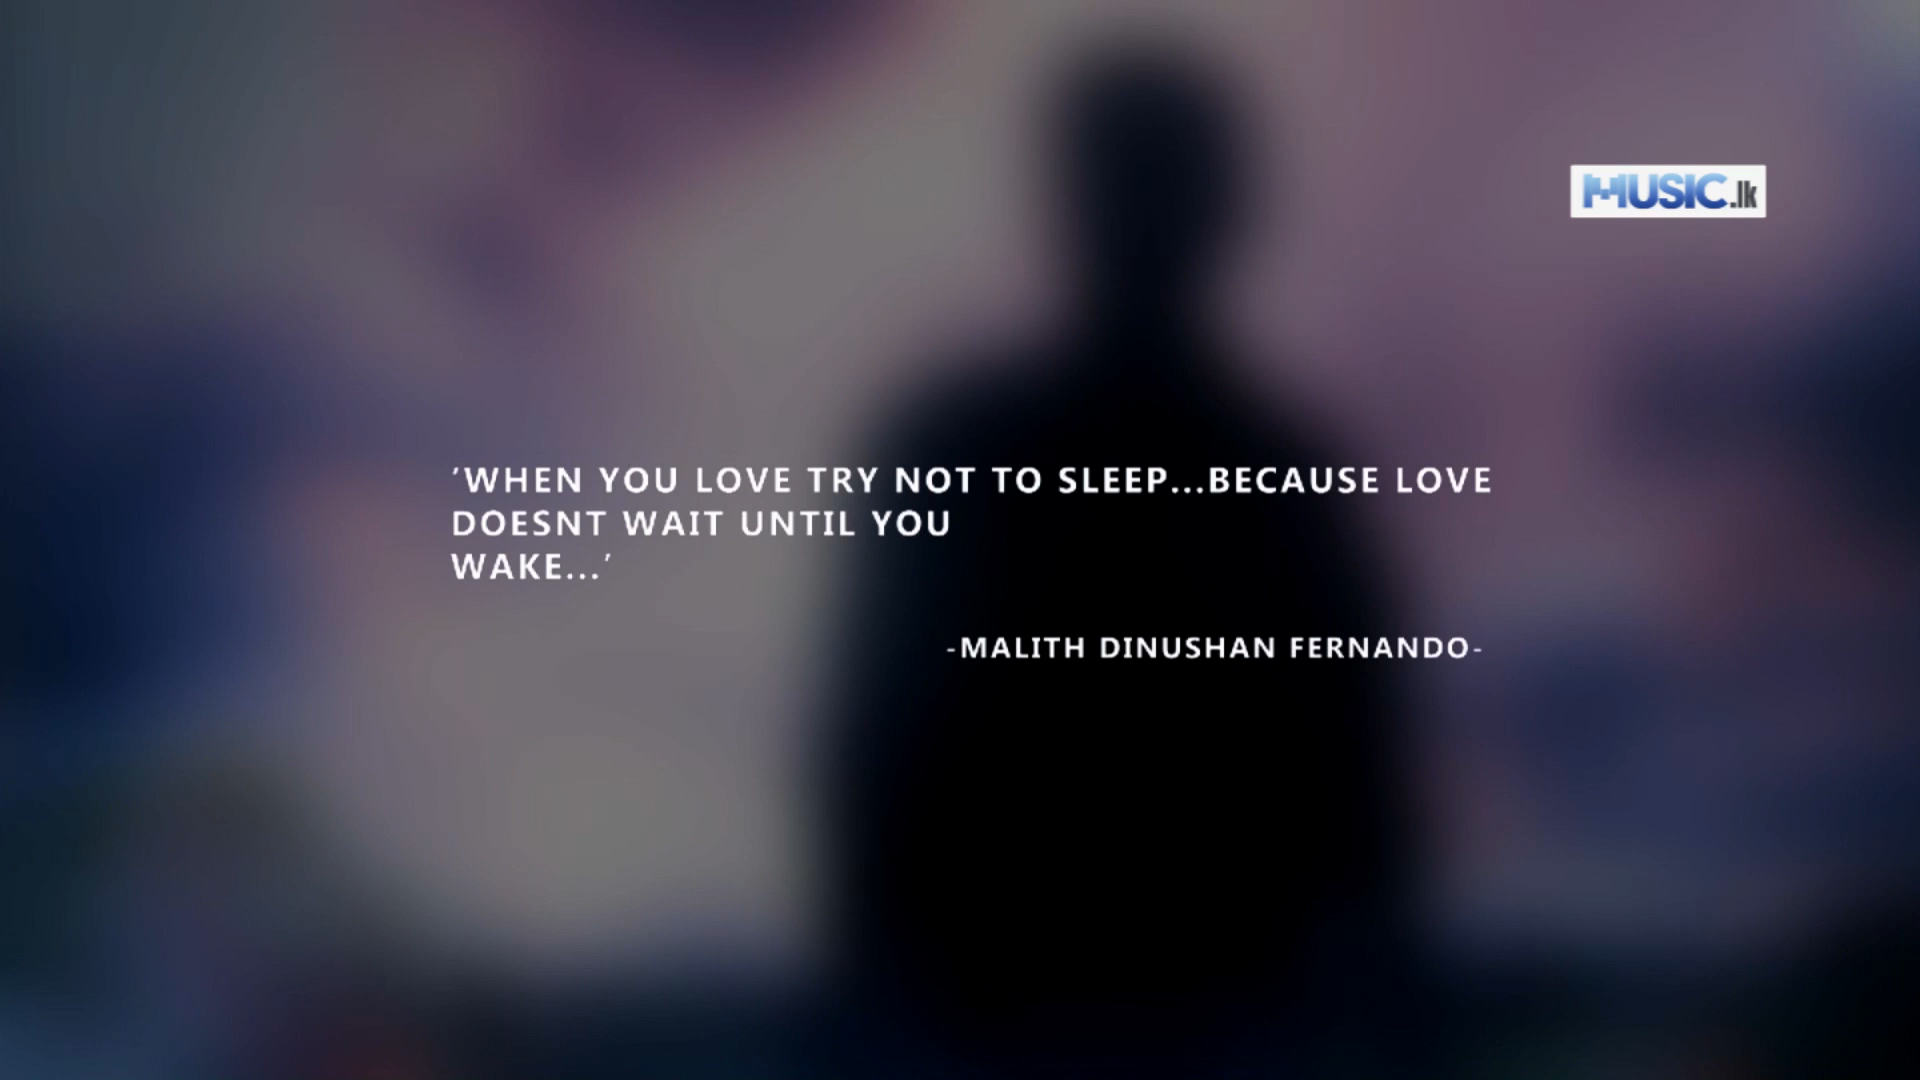 MUSIC.lk
'WHEN YOU LOVE TRY NOT TO SLEEP...BECAUSE LOVE
DOESNT WAIT UNTIL YOU
WAKE...'
-MALITH DINUSHAN FERNANDO-